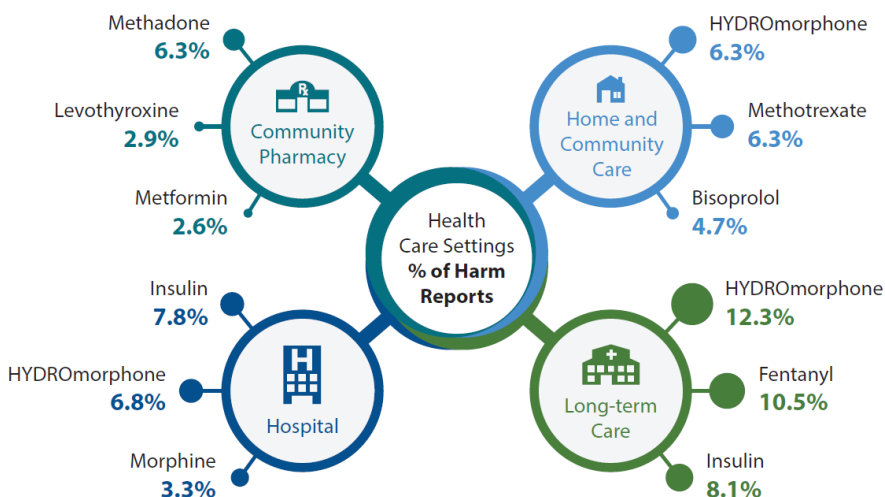 Methadone
6.3%
Levothyroxine
2.9%
Metformin
2.6%
Rx
Community
Pharmacy
HYDROmorphone
6.3%
Methotrexate
6.3%
Bisoprolol
4.7%
Home and
Community
Care
Health
Care Settings
% of Harm
Reports
Insulin
7.8%
HYDROmorphone
6.8%
Morphine
3.3%
H
Hospital
HYDROmorphone
12.3%
Fentanyl
10.5%
Insulin
8.1%
Long-term
Care